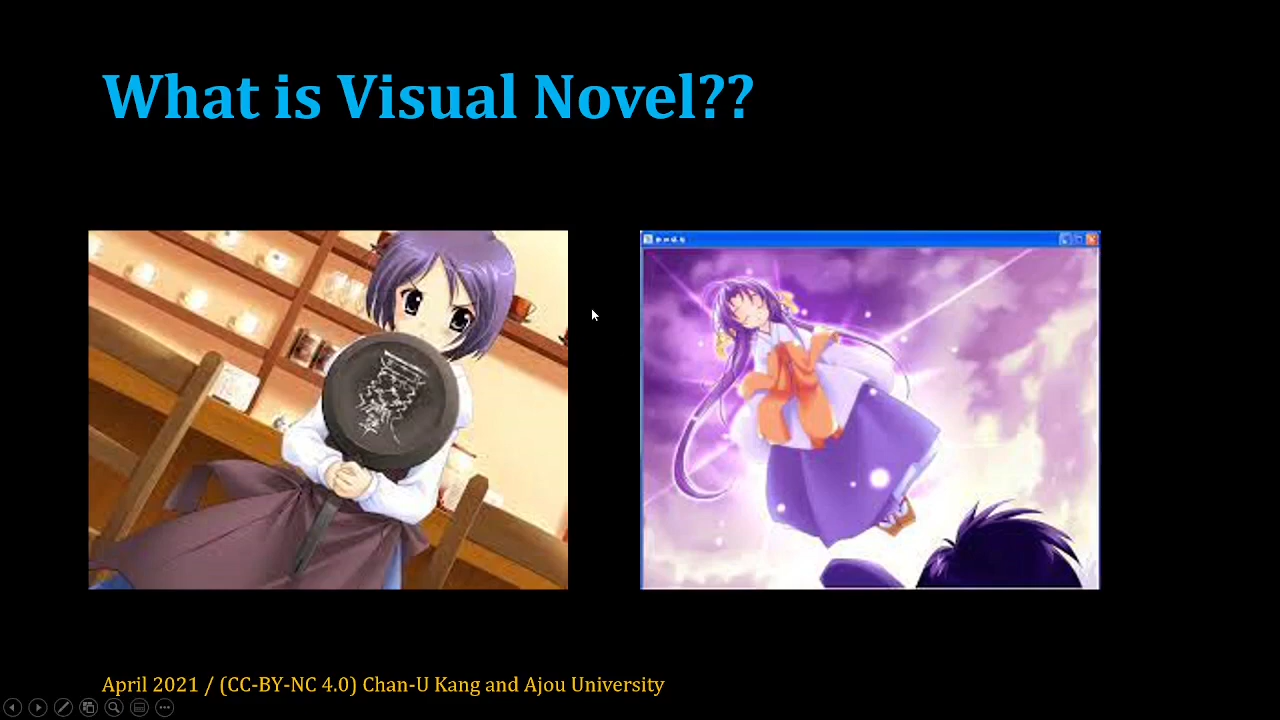 What is Visual Novel??
April 2021 / (CC-BY-NC 4.0) Chan-U Kang and Ajou University